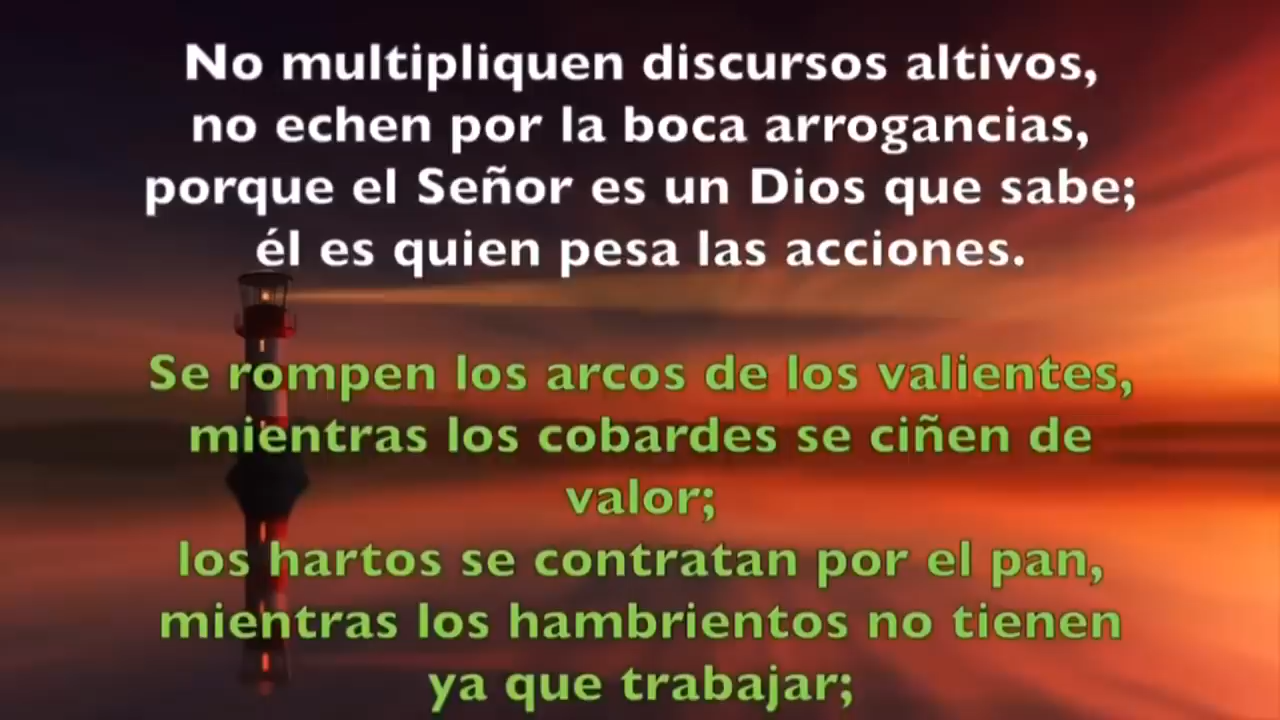 No multipliquen discursos altivos,
no echen por la boca arrogancias,
porque el Señor es un Dios que sabe;
él es quien pesa las acciones.
Se rompen los arcos de los valientes,
mientras los cobardes se ciñen de
valor;
los hartos se contratan por el pan,
mientras los hambrientos no tienen
ya que trabajar;